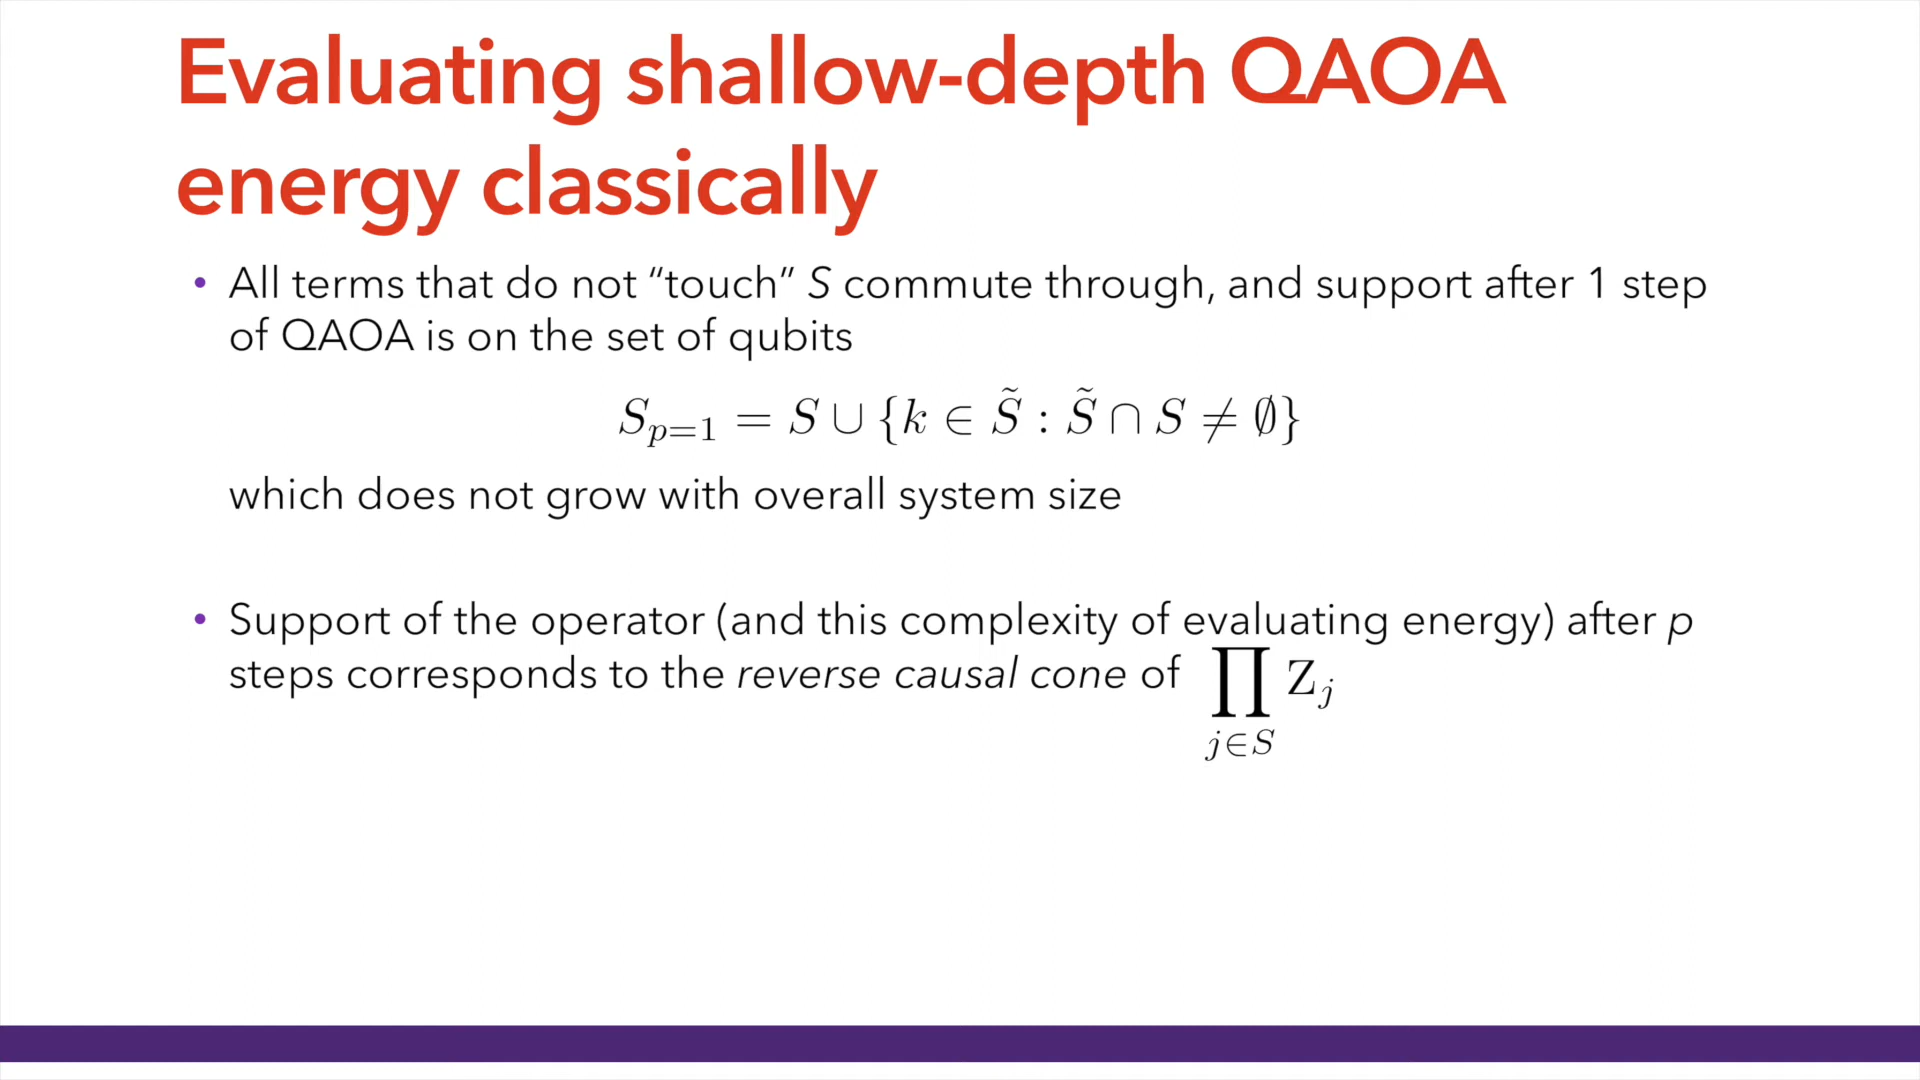 Evaluating shallow-depth QAOA
energy classically
• All terms that do not “touch” S commute through, and support after 1 step
of QAOA is on the set of qubits
S_{p=1} = S ∪ {k ∈ S̃ : S̃ ∩ S ≠ ∅}
which does not grow with overall system size
• Support of the operator (and this complexity of evaluating energy) after p
steps corresponds to the reverse causal cone of ∏_{j∈S} Z_j